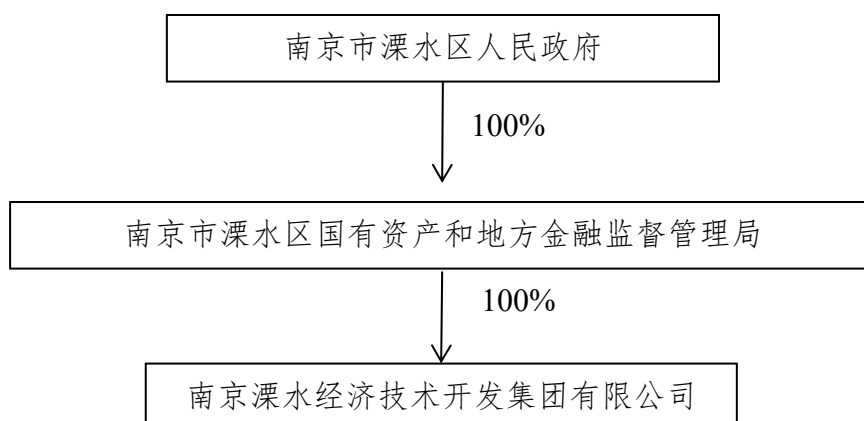 南京市溧水区人民政府
100%
南京市溧水区国有资产和地方金融监督管理局
100%
南京溧水经济技术开发集团有限公司